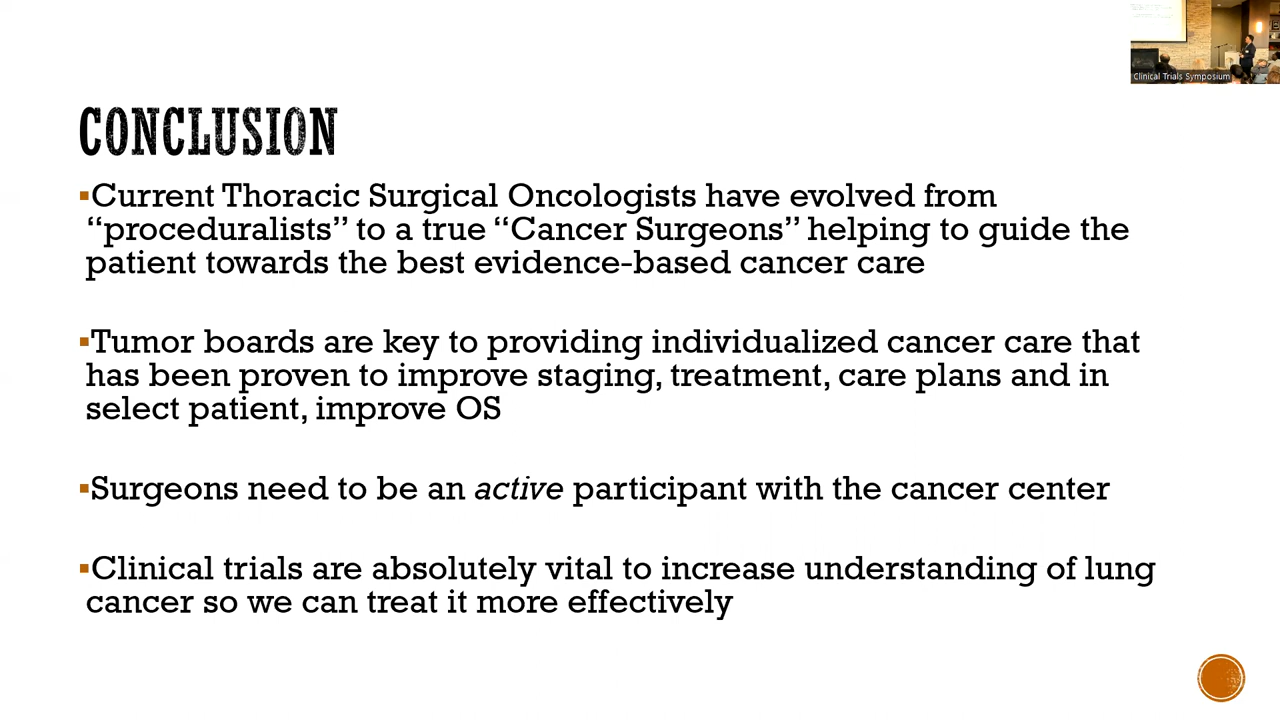 Clinical Trials Symposium
CONCLUSION
▪Current Thoracic Surgical Oncologists have evolved from
“proceduralists” to a true “Cancer Surgeons” helping to guide the
patient towards the best evidence-based cancer care
▪Tumor boards are key to providing individualized cancer care that
has been proven to improve staging, treatment, care plans and in
select patient, improve OS
▪Surgeons need to be an active participant with the cancer center
▪Clinical trials are absolutely vital to increase understanding of lung
cancer so we can treat it more effectively